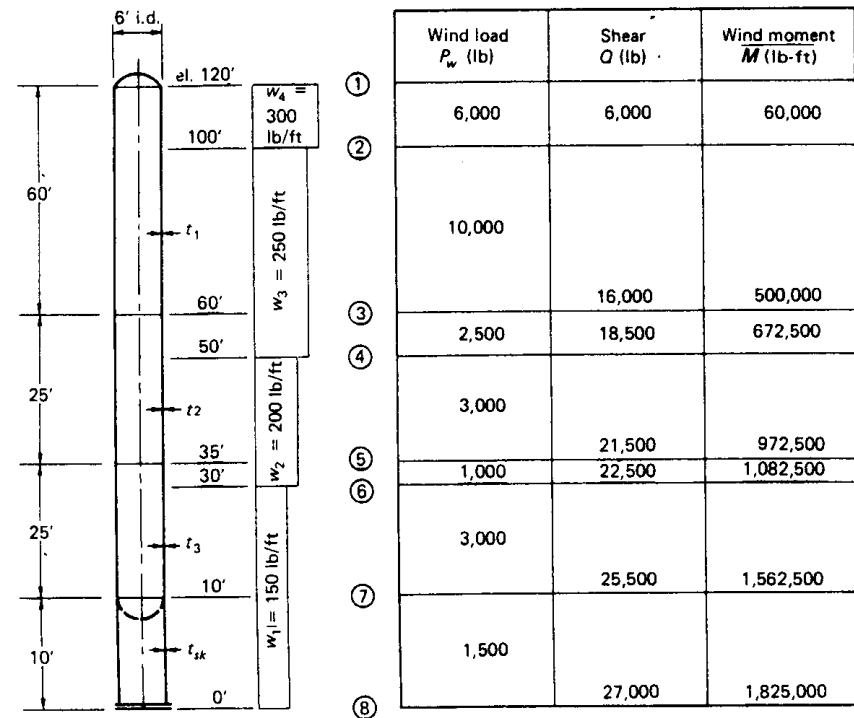 6' i.d.
el. 120'
100'
60'
50'
35'
30'
10'
0'
60'
25'
25'
10'
t₁
t₂
t₃
tₛₖ
w₄ =
300
lb/ft
w₃ = 250 lb/ft
w₂ = 200 lb/ft
w₁ = 150 lb/ft
① ② ③ ④ ⑤ ⑥ ⑦ ⑧
Wind load Shear Wind moment
P_w (lb) Q (lb) M (lb-ft)
6,000 6,000 60,000
10,000
16,000 500,000
2,500 18,500 672,500
3,000
21,500 972,500
1,000 22,500 1,082,500
3,000
25,500 1,562,500
1,500
27,000 1,825,000